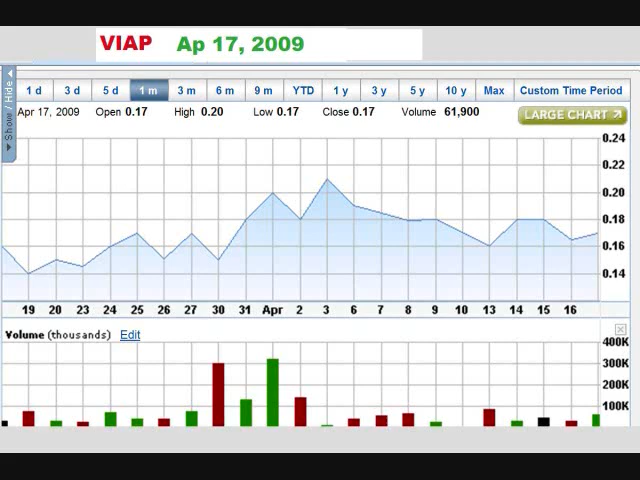 VIAP Ap 17, 2009
1 d 3 d 5 d 1 m 3 m 6 m 9 m YTD 1 y 3 y 5 y 10 y Max Custom Time Period
Show / Hide
Apr 17, 2009 Open 0.17 High 0.20 Low 0.17 Close 0.17 Volume 61,900 LARGE CHART
0.24
0.22
0.20
0.18
0.16
0.14
19 20 23 24 25 26 27 30 31 Apr 2 3 6 7 8 9 10 13 14 15 16
Volume (thousands) Edit
400K
300K
200K
100K